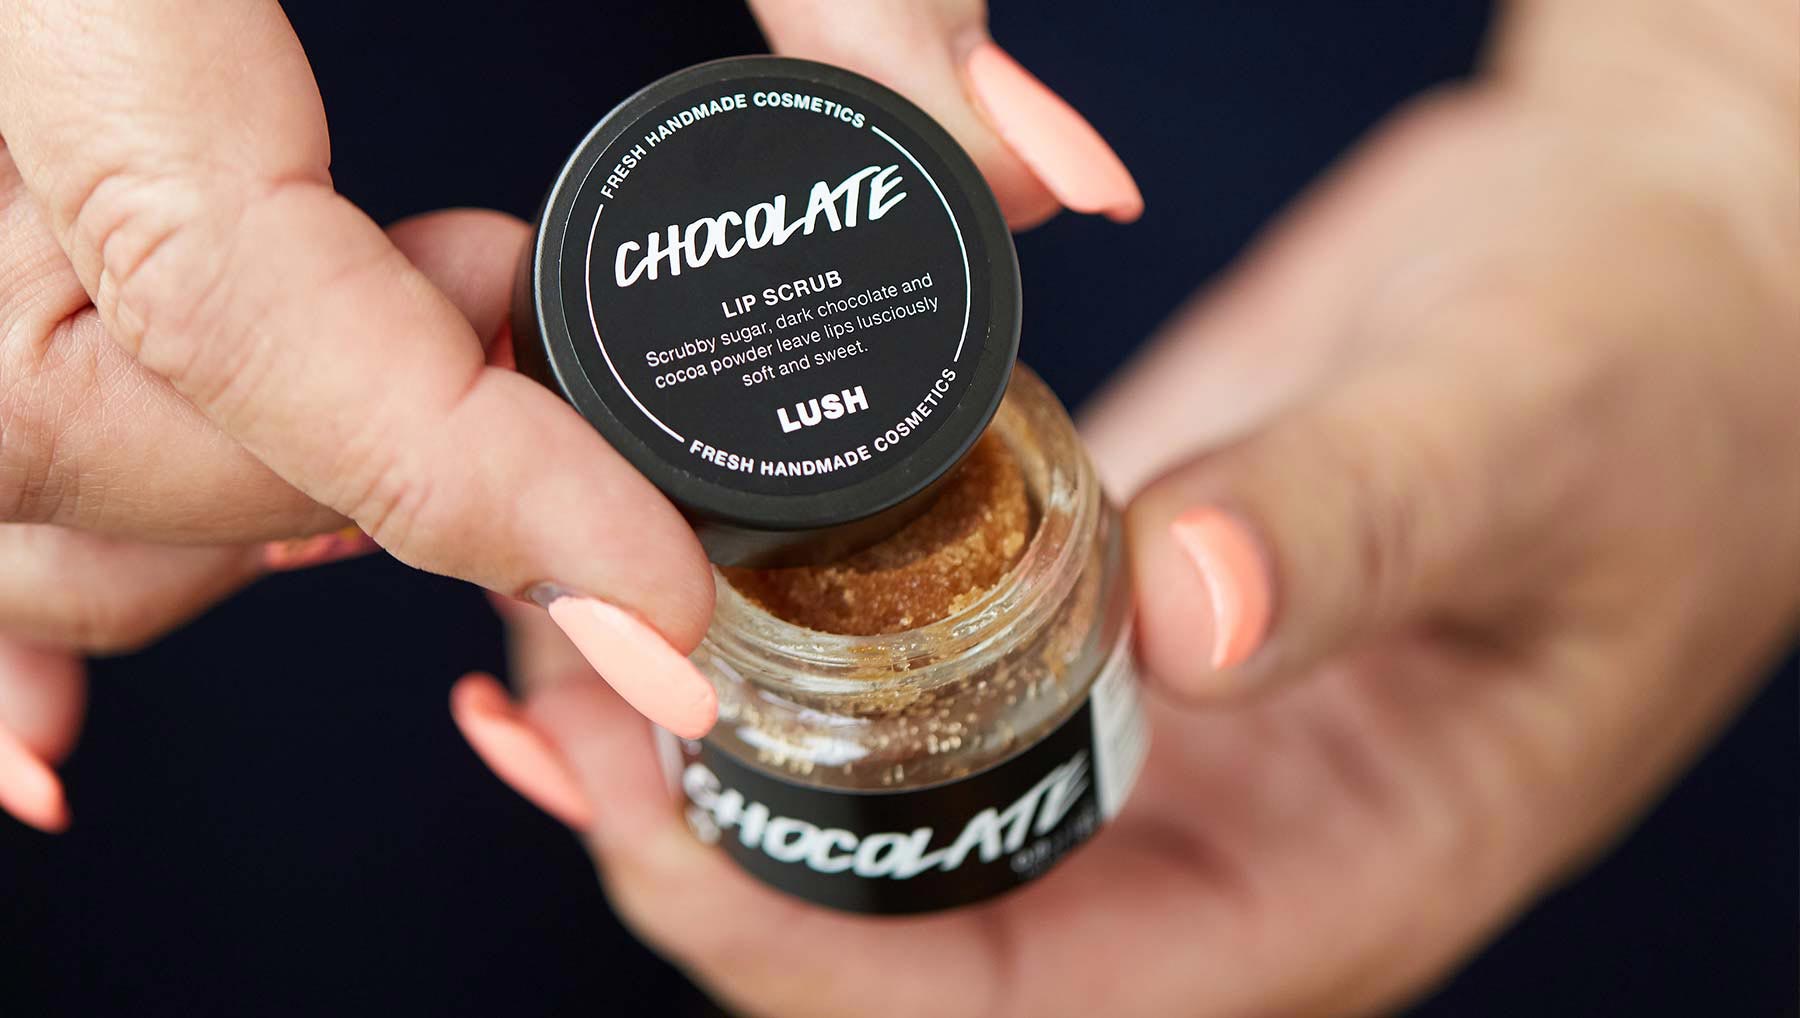 FRESH HANDMADE COSMETICS
CHOCOLATE
LIP SCRUB
Scrubby sugar, dark chocolate and
cocoa powder leave lips lusciously
soft and sweet.
LUSH
FRESH HANDMADE COSMETICS
CHOCOLATE